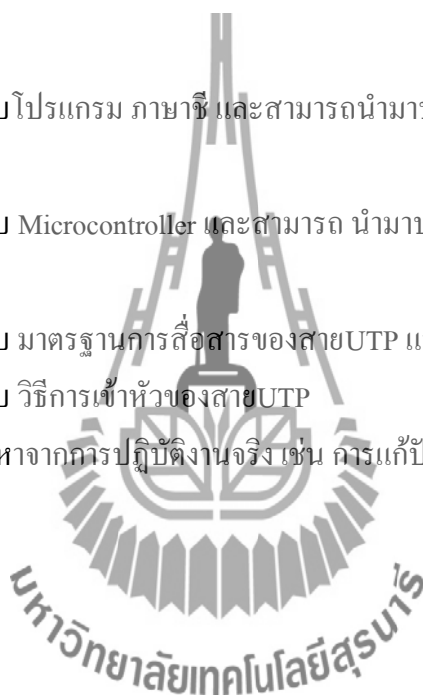 บโปรแกรม ภาษาซี และสามารถนำมาป
บ Microcontroller และสามารถ นำมาป
บ มาตรฐานการสื่อสารของสายUTP แ
บ วิธีการเข้าหัวของสายUTP
หาจากการปฏิบัติงานจริง เช่น การแก้ปั
มหาวิทยาลัยเทคโนโลยีสุรนารี